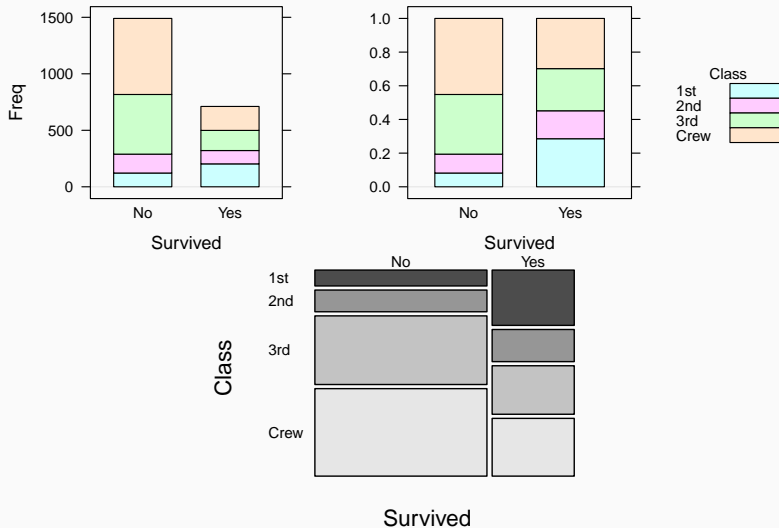 Freq
1500
1000
500
0
No Yes
Survived
1.0
0.8
0.6
0.4
0.2
0.0
No Yes
Survived
Class
1st
2nd
3rd
Crew
No Yes
Class
1st
2nd
3rd
Crew
Survived